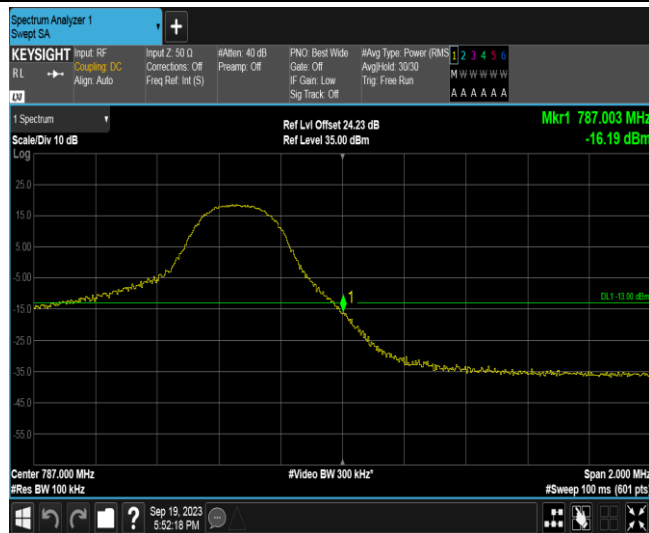 Spectrum Analyzer 1
Swept SA
+
KEYSIGHT
RL
Input: RF
Coupling: DC
Align: Auto
Input Z: 50 Ω
Corrections: Off
Freq Ref: Int (S)
#Atten: 40 dB
Preamp: Off
PNO: Best Wide
Gate: Off
IF Gain: Low
Sig Track: Off
#Avg Type: Power (RMS
Avg|Hold: 30/30
Trig: Free Run
1 2 3 4 5 6
M W W W W W
A A A A A A
LXI
1 Spectrum
Scale/Div 10 dB
Log
Ref Lvl Offset 24.23 dB
Ref Level 35.00 dBm
Mkr1 787.003 MHz
-16.19 dBm
25.0
15.0
5.00
-5.00
-15.0
-25.0
-35.0
-45.0
-55.0
1
DL1 -13.00 dBm
Center 787.000 MHz
#Res BW 100 kHz
#Video BW 300 kHz*
Span 2.000 MHz
#Sweep 100 ms (601 pts)
?
Sep 19, 2023
5:52:18 PM